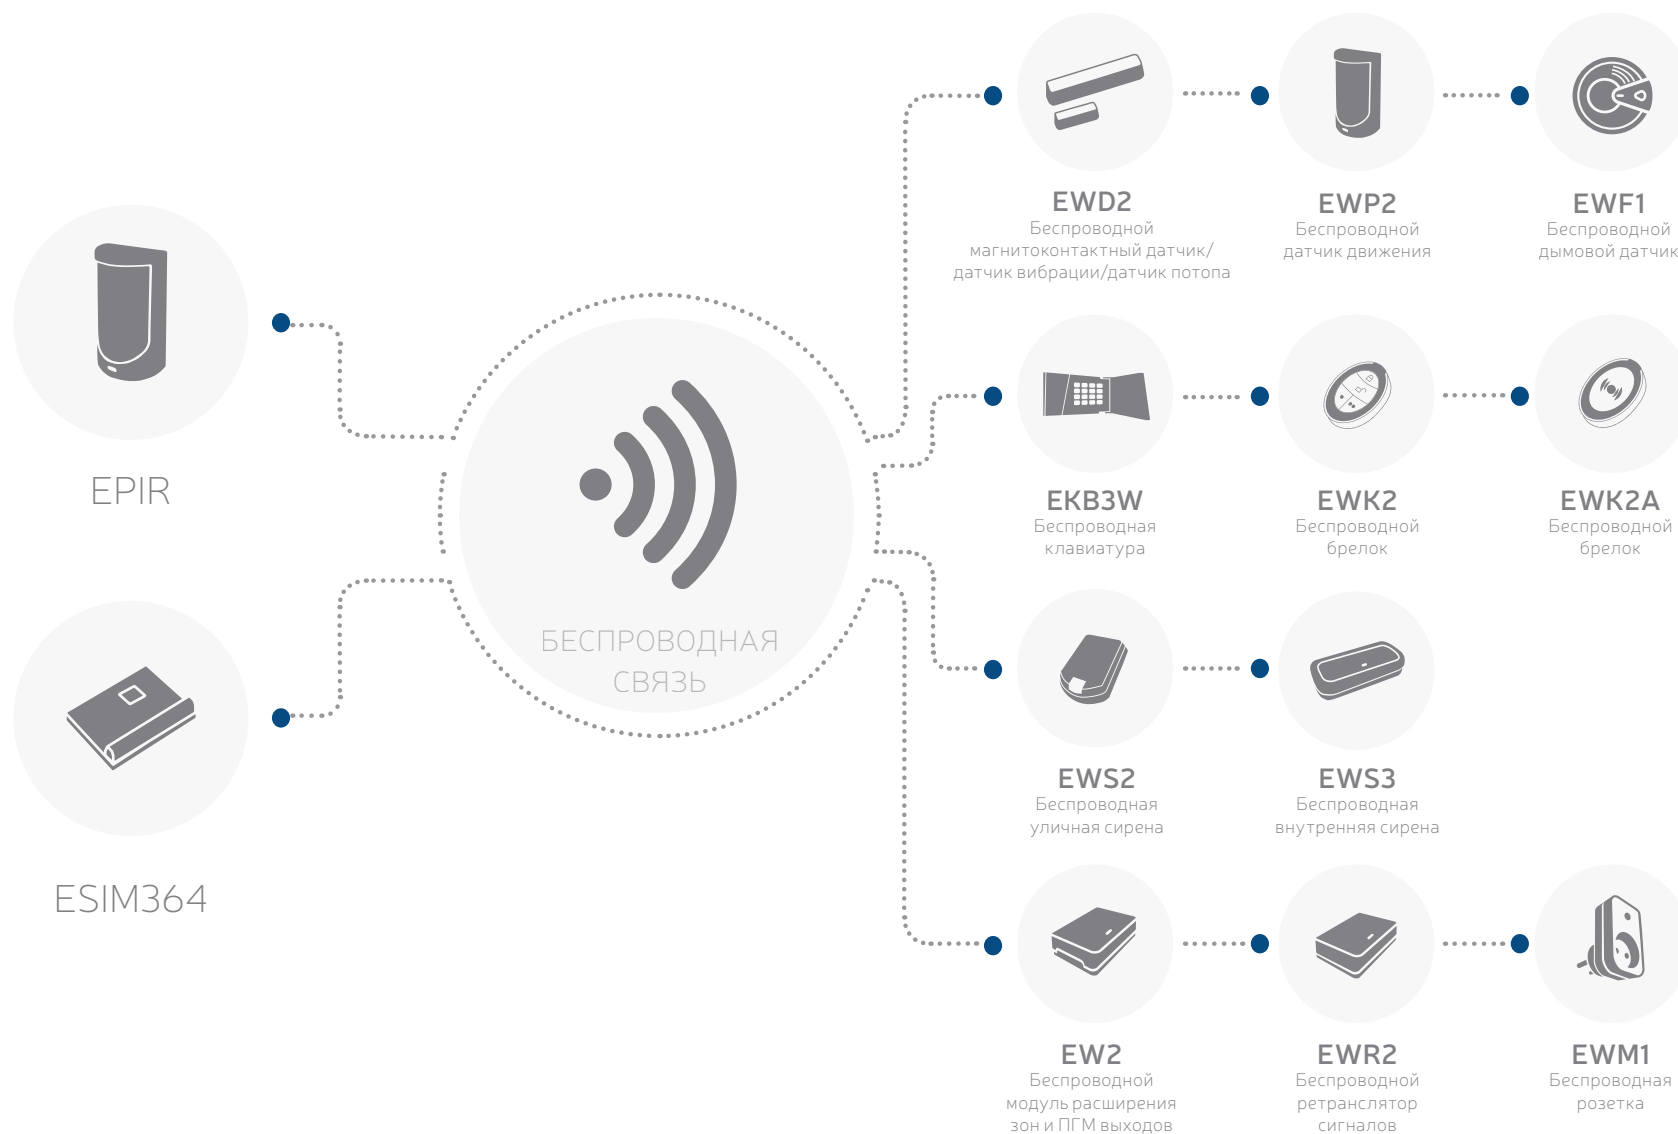 EWD2
Беспроводной
магнитоконтактный датчик/
датчик вибрации/датчик потопа
EWP2
Беспроводной
датчик движения
EWF1
Беспроводной
дымовой датчик
EPIR
EKB3W
Беспроводная
клавиатура
EWK2
Беспроводной
брелок
EWK2A
Беспроводной
брелок
БЕСПРОВОДНАЯ
СВЯЗЬ
EWS2
Беспроводная
уличная сирена
EWS3
Беспроводная
внутренняя сирена
ESIM364
EW2
Беспроводной
модуль расширения
зон и ПГМ выходов
EWR2
Беспроводной
ретранслятор
сигналов
EWM1
Беспроводная
розетка